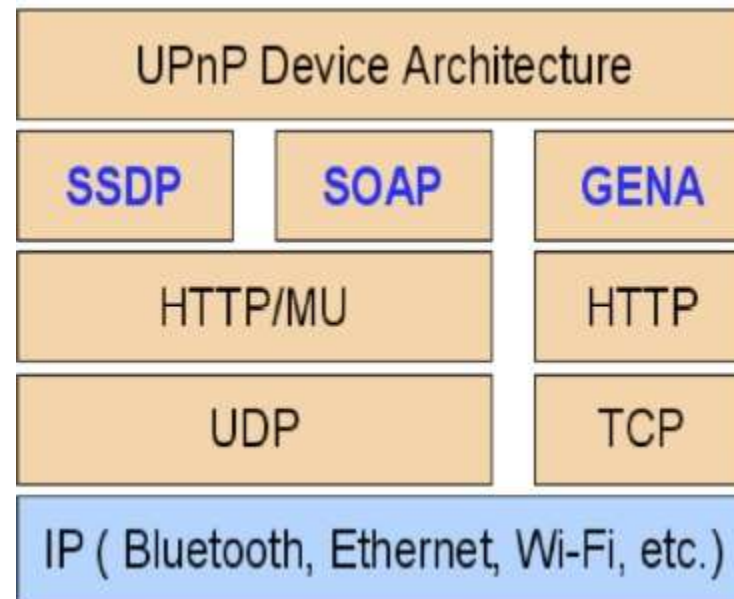 UPnP Device Architecture
SSDP SOAP GENA
HTTP/MU HTTP
UDP TCP
IP ( Bluetooth, Ethernet, Wi-Fi, etc.)